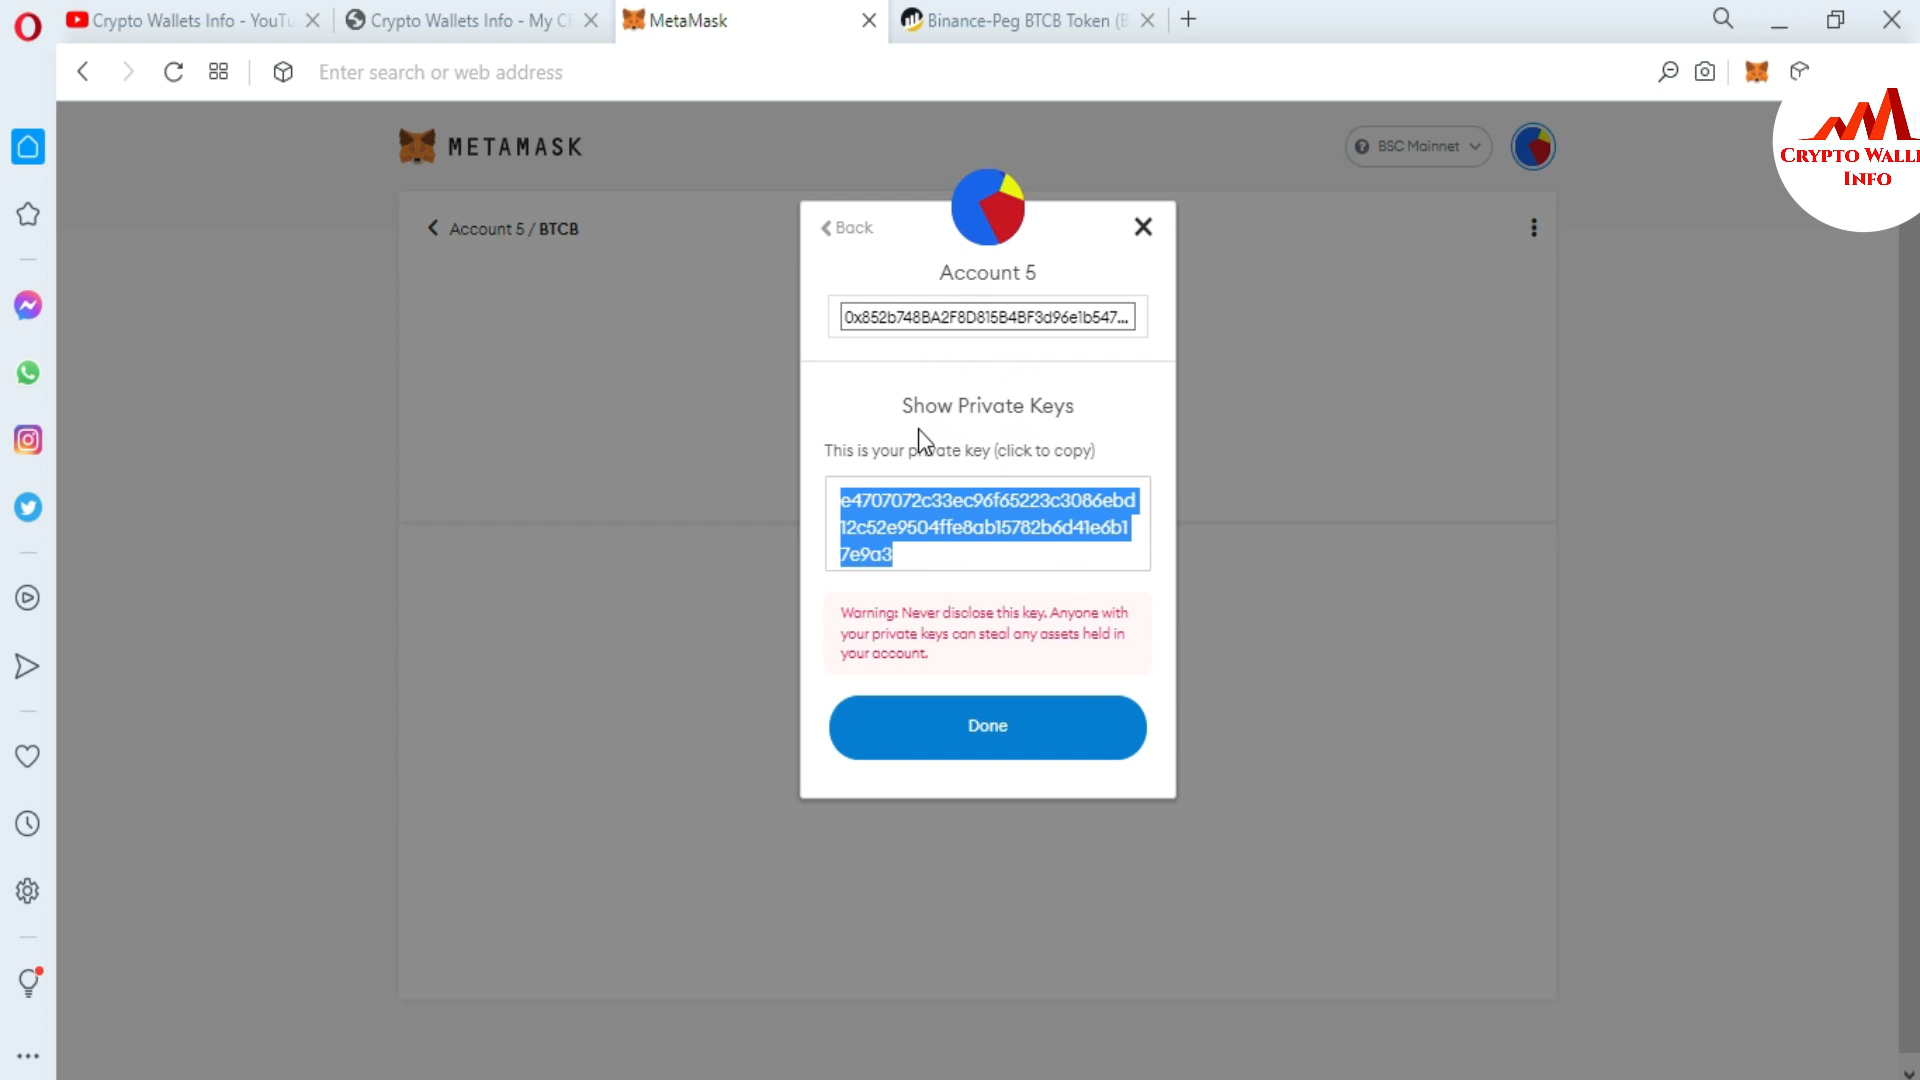 Crypto Wallets Info - YouTu
Crypto Wallets Info - My C
MetaMask
Binance-Peg BTCB Token (B
Enter search or web address
METAMASK
BSC Mainnet
CRYPTO WALLE
INFO
Account 5 / BTCB
Back
Account 5
0x852b748BA2F8D815B4BF3d96e1b547...
Show Private Keys
This is your private key (click to copy)
e4707072c33ec96f65223c3086ebd
12c52e9504ffe8ab15782b6d41e6b1
7e9a3
Warning: Never disclose this key. Anyone with
your private keys can steal any assets held in
your account.
Done